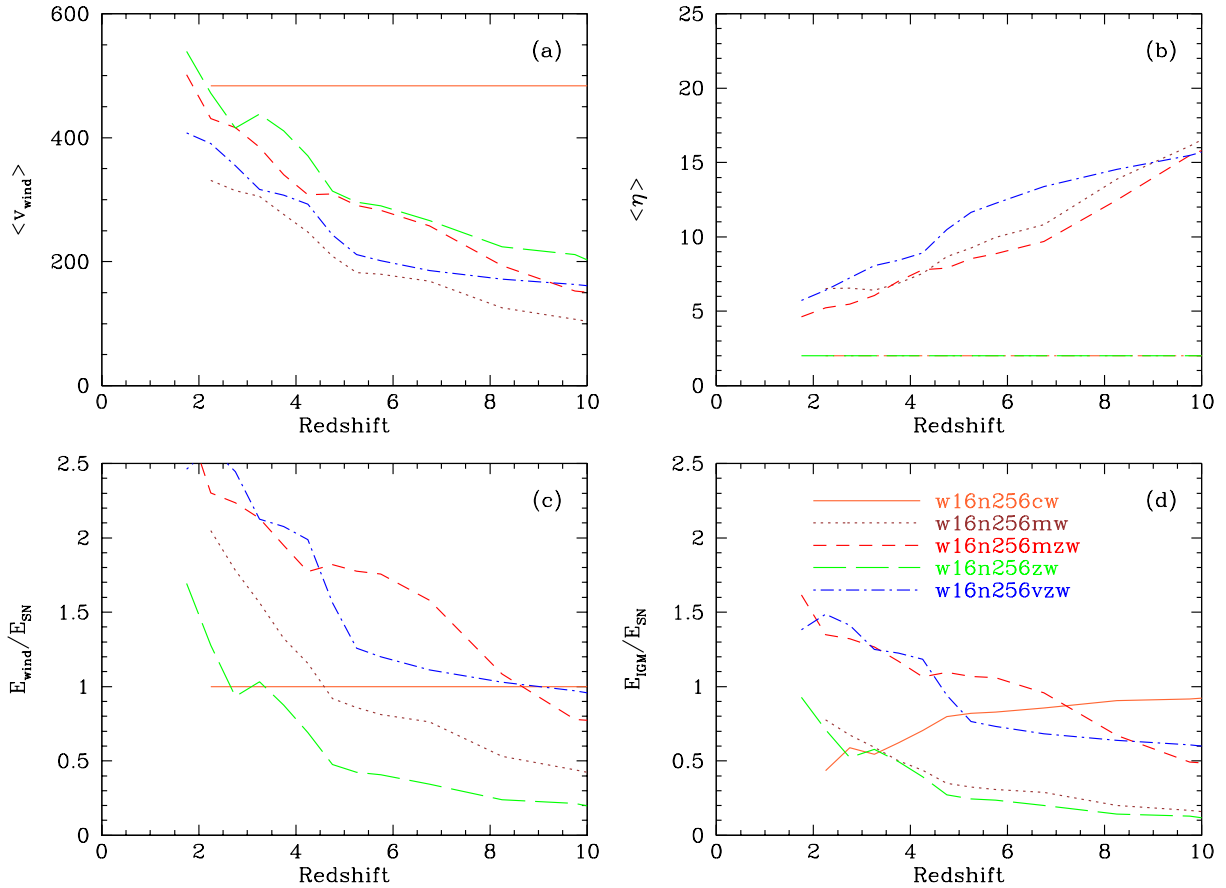 600
400
200
0
<v_wind>
(a)
0
2
4
6
8
10
Redshift
25
20
15
10
5
0
<η>
(b)
0
2
4
6
8
10
Redshift
2.5
2
1.5
1
0.5
0
E_wind/E_SN
(c)
0
2
4
6
8
10
Redshift
2.5
2
1.5
1
0.5
0
E_IGM/E_SN
(d)
w16n256cw
w16n256mw
w16n256mzw
w16n256zw
w16n256vzw
0
2
4
6
8
10
Redshift